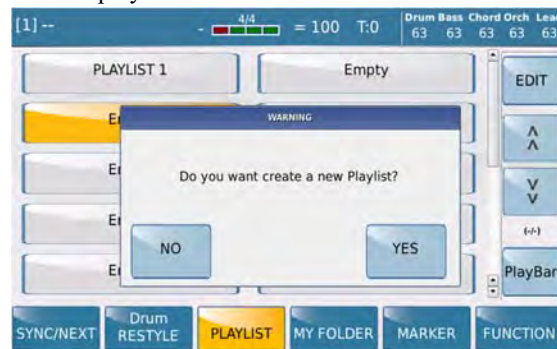 [1] -- - 4/4 = 100 T:0 Drum Bass Chord Orch Lead
63 63 63 63 63
PLAYLIST 1 Empty
EDIT
WARNING
Do you want create a new Playlist?
(-/-)
NO YES
PlayBar
SYNC/NEXT Drum RESTYLE PLAYLIST MY FOLDER MARKER FUNCTION